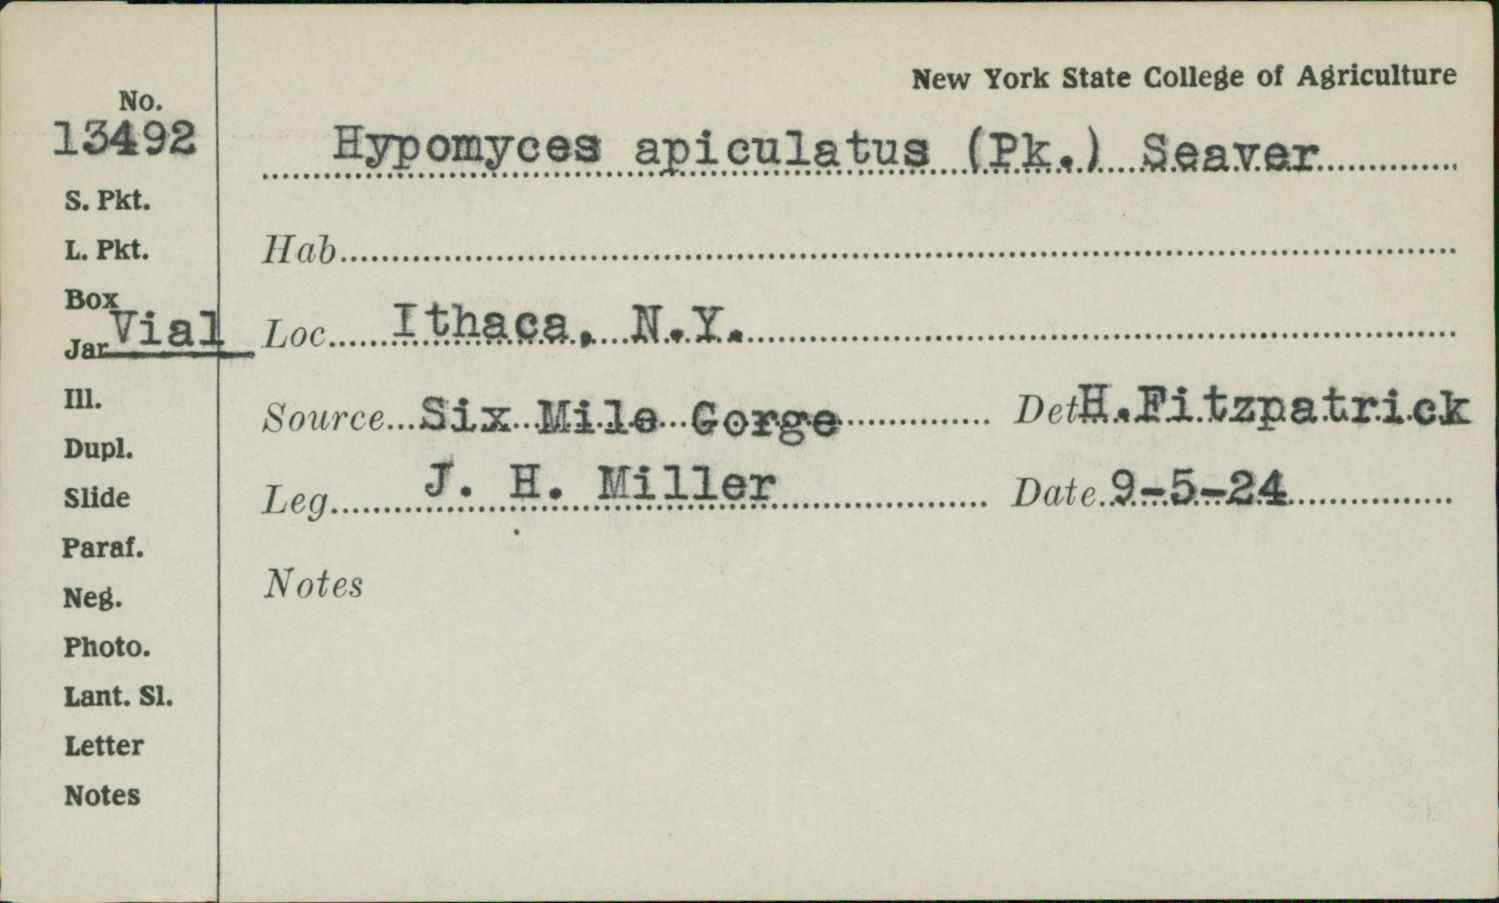 New York State College of Agriculture
No.
13492
Hypomyces apiculatus (Pk.) Seaver
S. Pkt.
L. Pkt.
Hab
Box
Vial
Jar
Loc Ithaca, N.Y.
Ill.
Source Six Mile Gorge Det H.Fitzpatrick
Dupl.
Slide
Leg J. H. Miller Date 9-5-24
Paraf.
Neg.
Notes
Photo.
Lant. Sl.
Letter
Notes